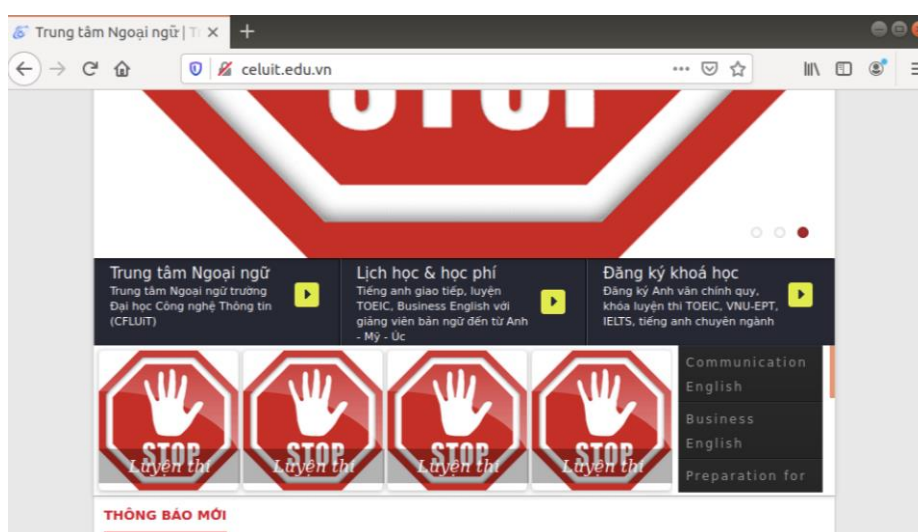 Trung tâm Ngoại ngữ | T
celuit.edu.vn
STOP
Trung tâm Ngoại ngữ
Trung tâm Ngoại ngữ trường
Đại học Công nghệ Thông tin
(CFLUIT)
Lịch học & học phí
Tiếng anh giao tiếp, luyện
TOEIC, Business English với
giảng viên bản ngữ đến từ Anh
- Mỹ - Úc
Đăng ký khoá học
Đăng ký Anh văn chính quy,
khóa luyện thi TOEIC, VNU-EPT,
IELTS, tiếng anh chuyên ngành
STOP
Luyện thi
STOP
Luyện thi
STOP
Luyện thi
STOP
Luyện thi
Communication
English
Business
English
Preparation for
THÔNG BÁO MỚI